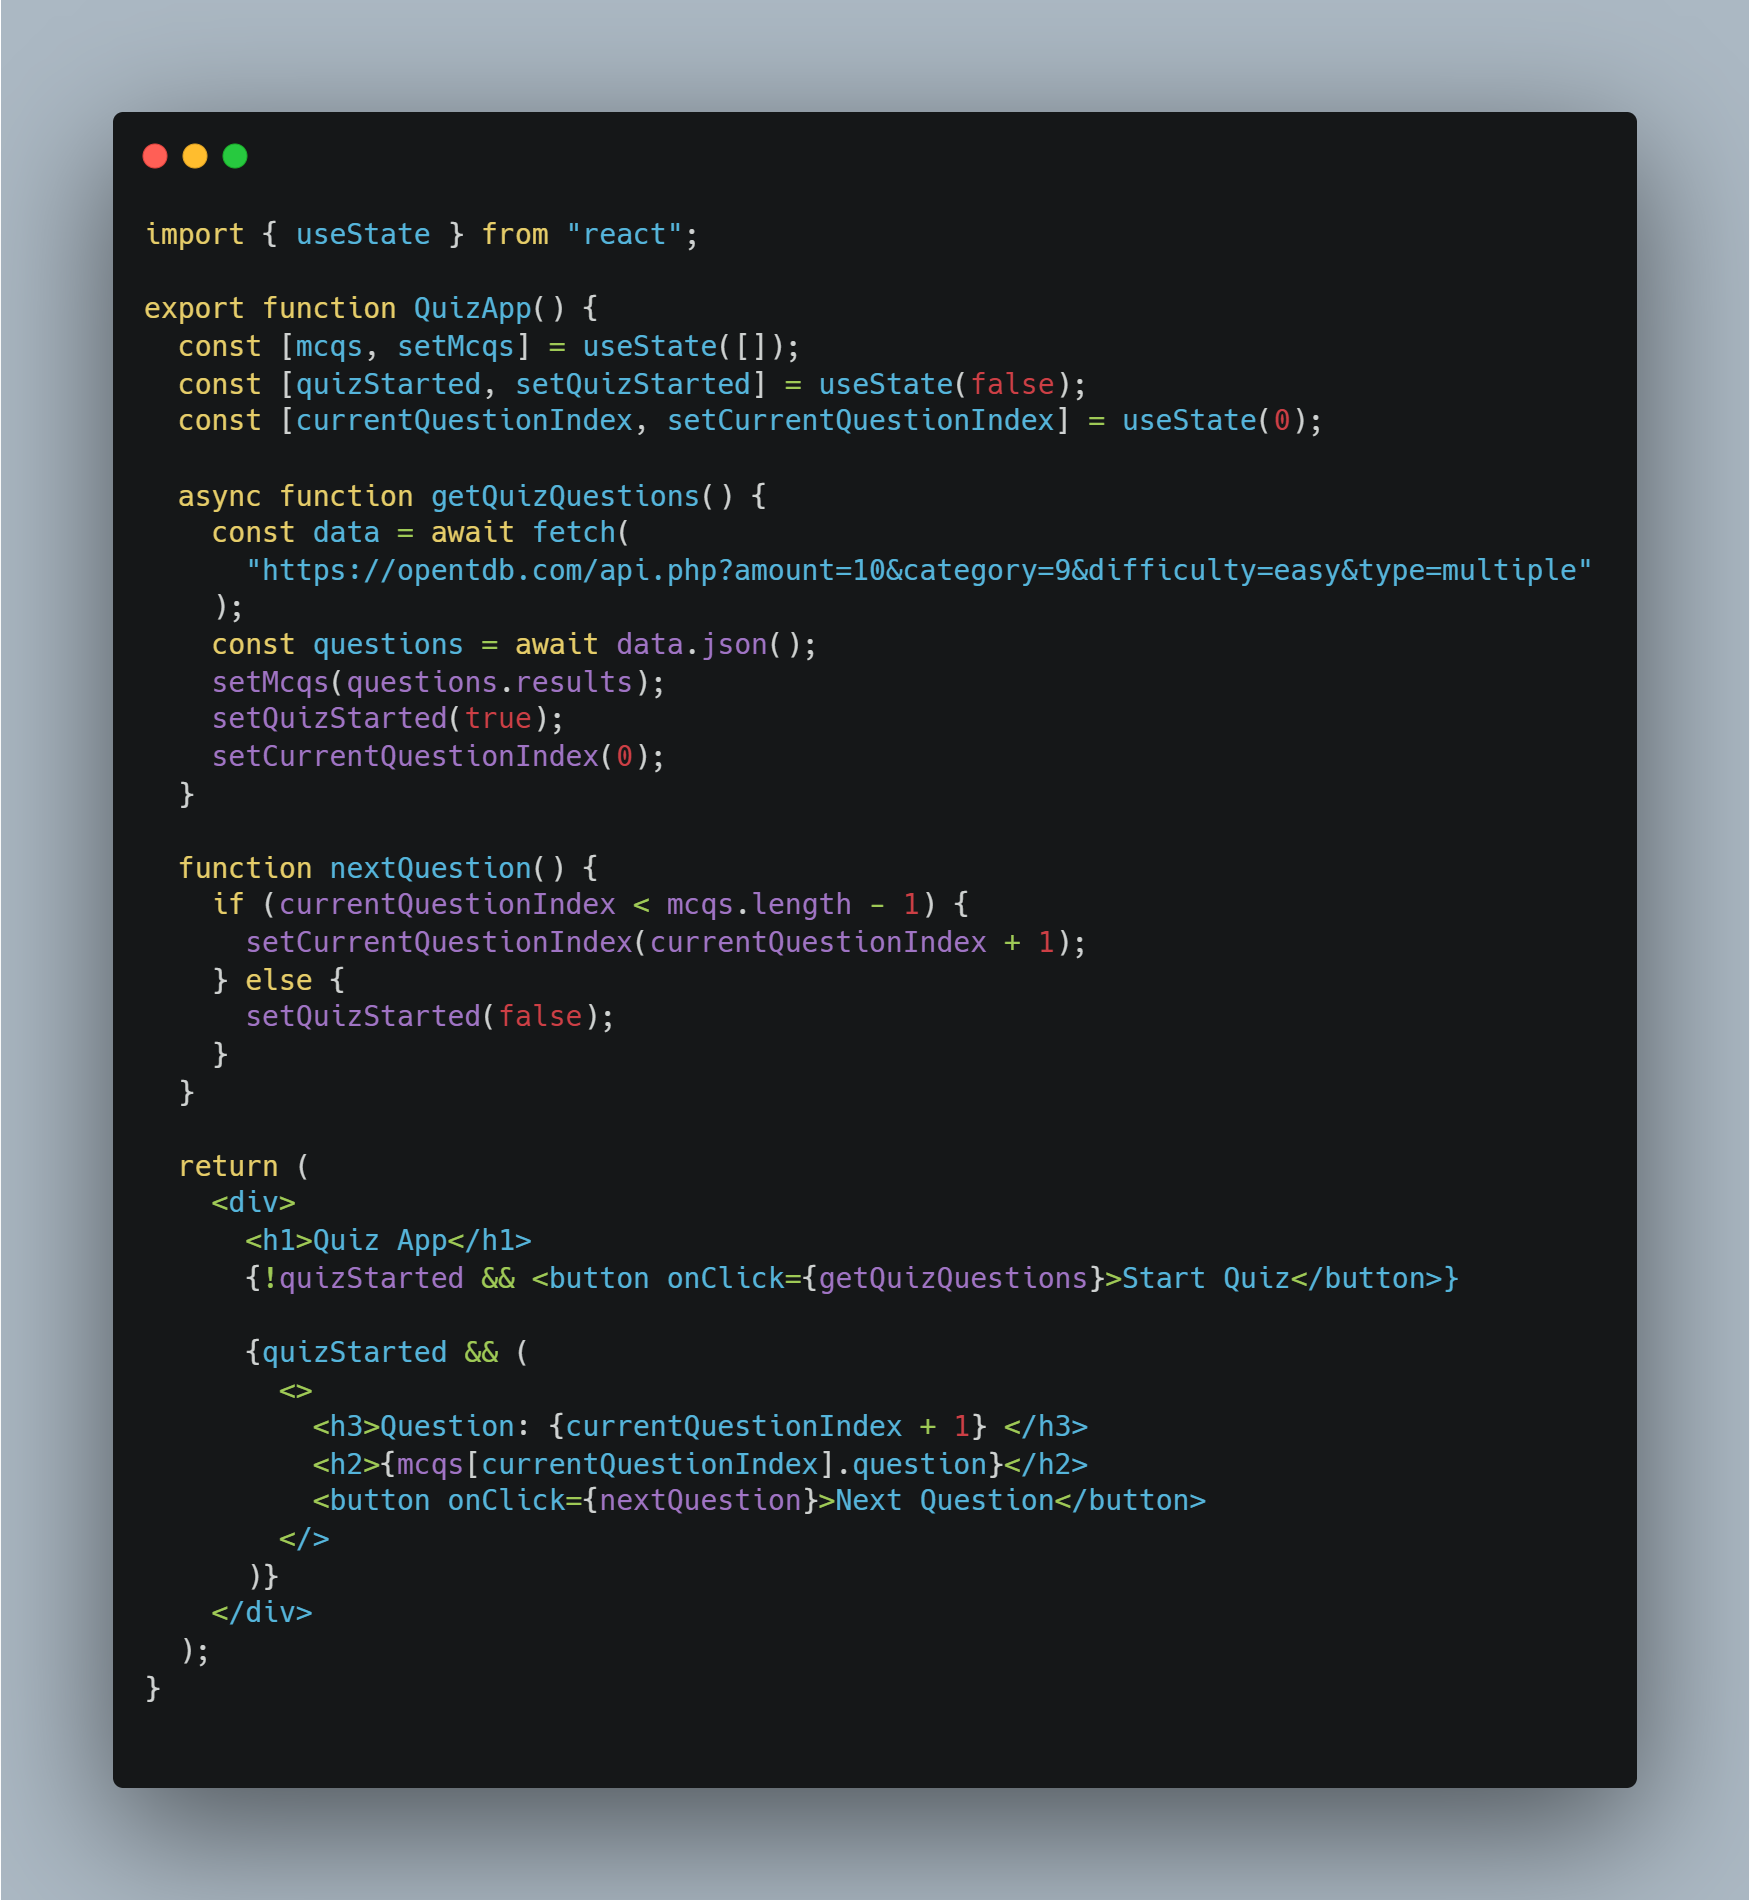 import { useState } from "react";

export function QuizApp() {
  const [mcqs, setMcqs] = useState([]);
  const [quizStarted, setQuizStarted] = useState(false);
  const [currentQuestionIndex, setCurrentQuestionIndex] = useState(0);

  async function getQuizQuestions() {
    const data = await fetch(
      "https://opentdb.com/api.php?amount=10&category=9&difficulty=easy&type=multiple"
    );
    const questions = await data.json();
    setMcqs(questions.results);
    setQuizStarted(true);
    setCurrentQuestionIndex(0);
  }

  function nextQuestion() {
    if (currentQuestionIndex < mcqs.length - 1) {
      setCurrentQuestionIndex(currentQuestionIndex + 1);
    } else {
      setQuizStarted(false);
    }
  }

  return (
    <div>
      <h1>Quiz App</h1>
      {!quizStarted && <button onClick={getQuizQuestions}>Start Quiz</button>}

      {quizStarted && (
        <>
          <h3>Question: {currentQuestionIndex + 1} </h3>
          <h2>{mcqs[currentQuestionIndex].question}</h2>
          <button onClick={nextQuestion}>Next Question</button>
        </>
      )}
    </div>
  );
}